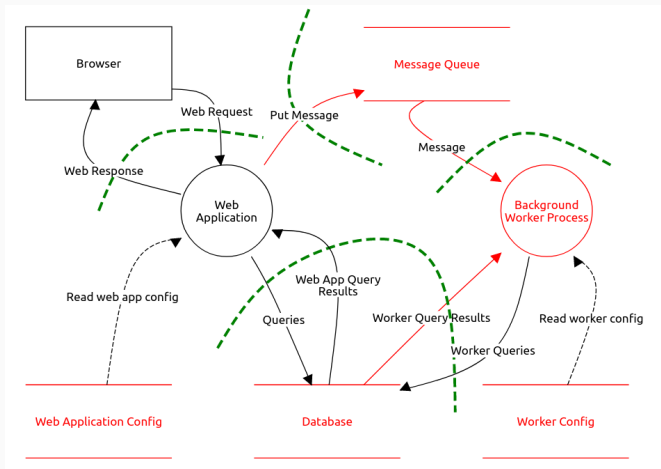 Browser
Message Queue
Web Request
Put Message
Message
Web Response
Web
Application
Background
Worker Process
Web App Query
Results
Read web app config
Queries
Worker Query Results
Read worker config
Worker Queries
Web Application Config
Database
Worker Config